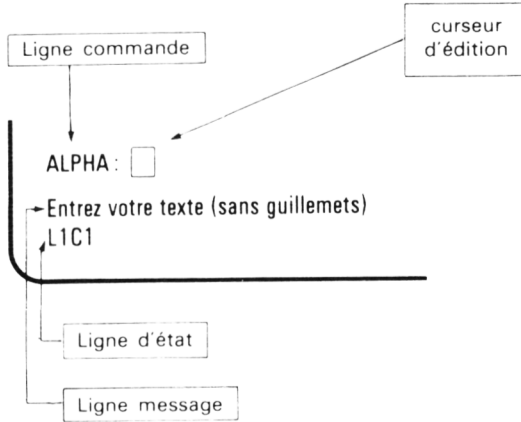 curseur
d'édition
Ligne commande
ALPHA :
Entrez votre texte (sans guillemets)
L1C1
Ligne d'état
Ligne message